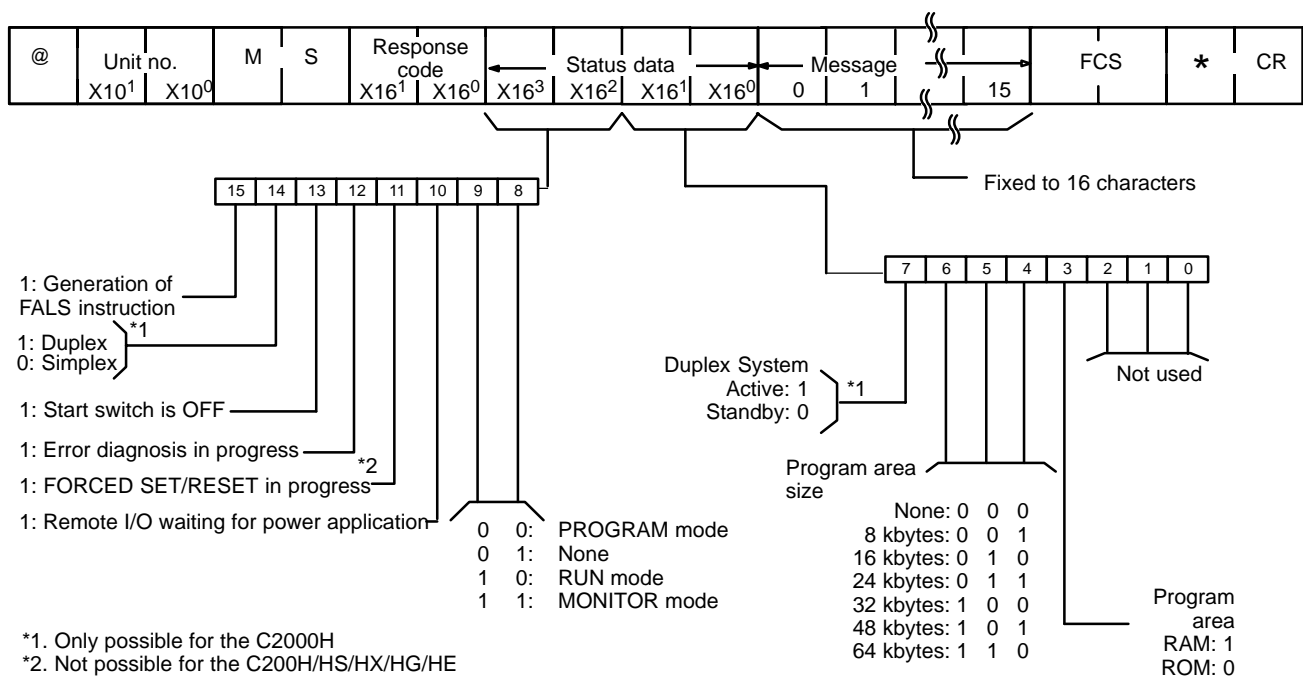 @ Unit no. M S Response code Status data Message FCS * CR
X10¹ X10⁰ X16¹ X16⁰ X16³ X16² X16¹ X16⁰ 0 1 15
Fixed to 16 characters
15 14 13 12 11 10 9 8
7 6 5 4 3 2 1 0
1: Generation of
FALS instruction
*1
1: Duplex
0: Simplex
1: Start switch is OFF
1: Error diagnosis in progress
*2
1: FORCED SET/RESET in progress
1: Remote I/O waiting for power application
0 0: PROGRAM mode
0 1: None
1 0: RUN mode
1 1: MONITOR mode
Duplex System
Active: 1
Standby: 0
*1
Not used
Program area
size
None: 0 0 0
8 kbytes: 0 0 1
16 kbytes: 0 1 0
24 kbytes: 0 1 1
32 kbytes: 1 0 0
48 kbytes: 1 0 1
64 kbytes: 1 1 0
Program
area
RAM: 1
ROM: 0
*1. Only possible for the C2000H
*2. Not possible for the C200H/HS/HX/HG/HE